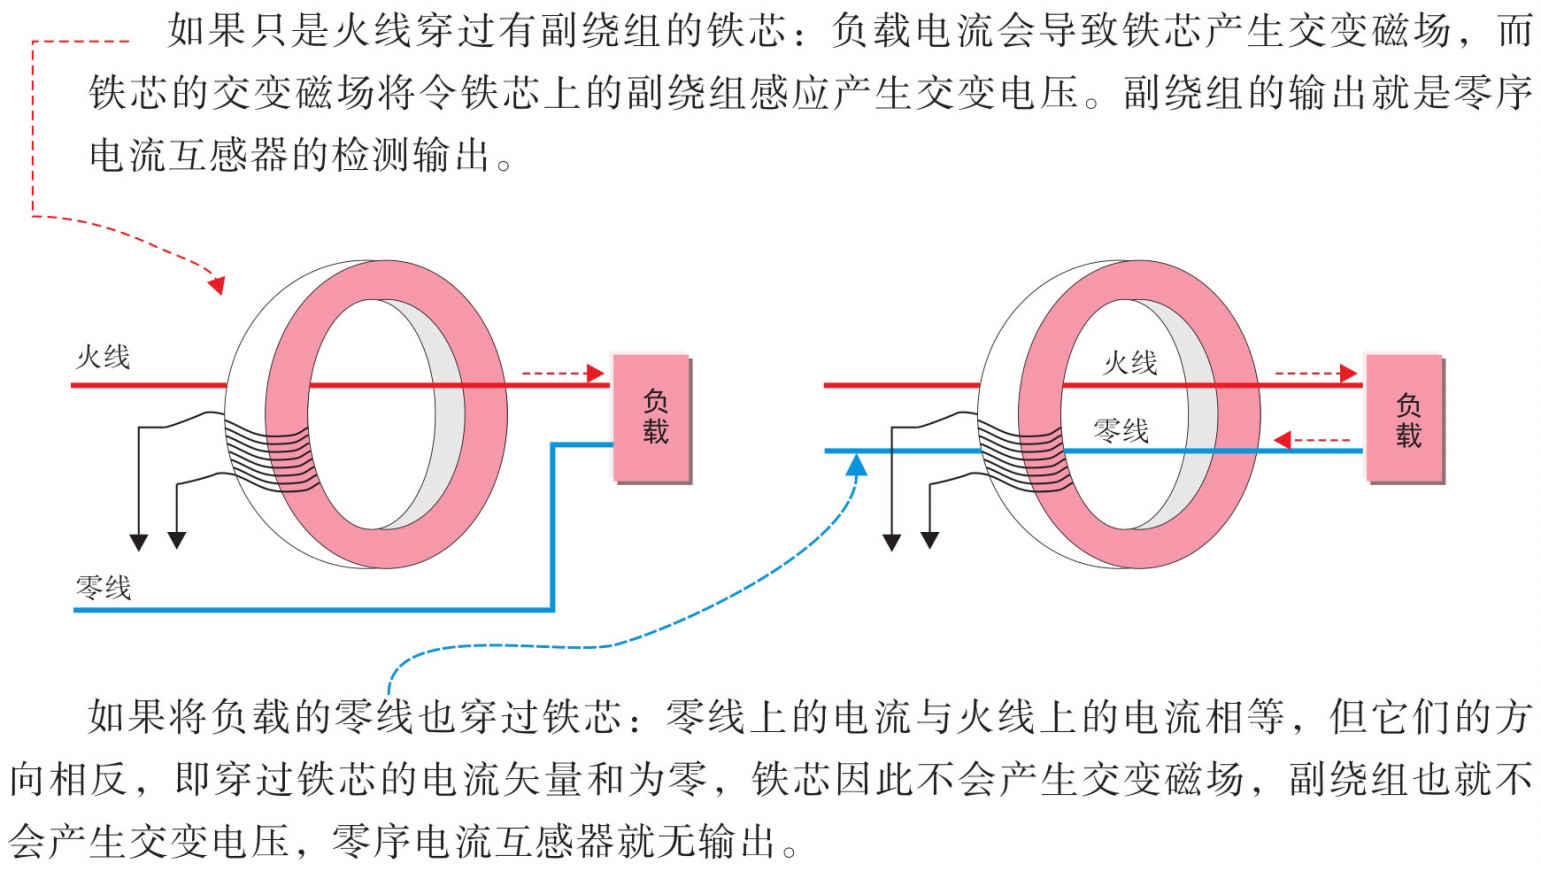 如果只是火线穿过有副绕组的铁芯：负载电流会导致铁芯产生交变磁场，而
铁芯的交变磁场将令铁芯上的副绕组感应产生交变电压。副绕组的输出就是零序
电流互感器的检测输出。
火线
负载
零线
火线
零线
负载
如果将负载的零线也穿过铁芯：零线上的电流与火线上的电流相等，但它们的方
向相反，即穿过铁芯的电流矢量和为零，铁芯因此不会产生交变磁场，副绕组也就不
会产生交变电压，零序电流互感器就无输出。